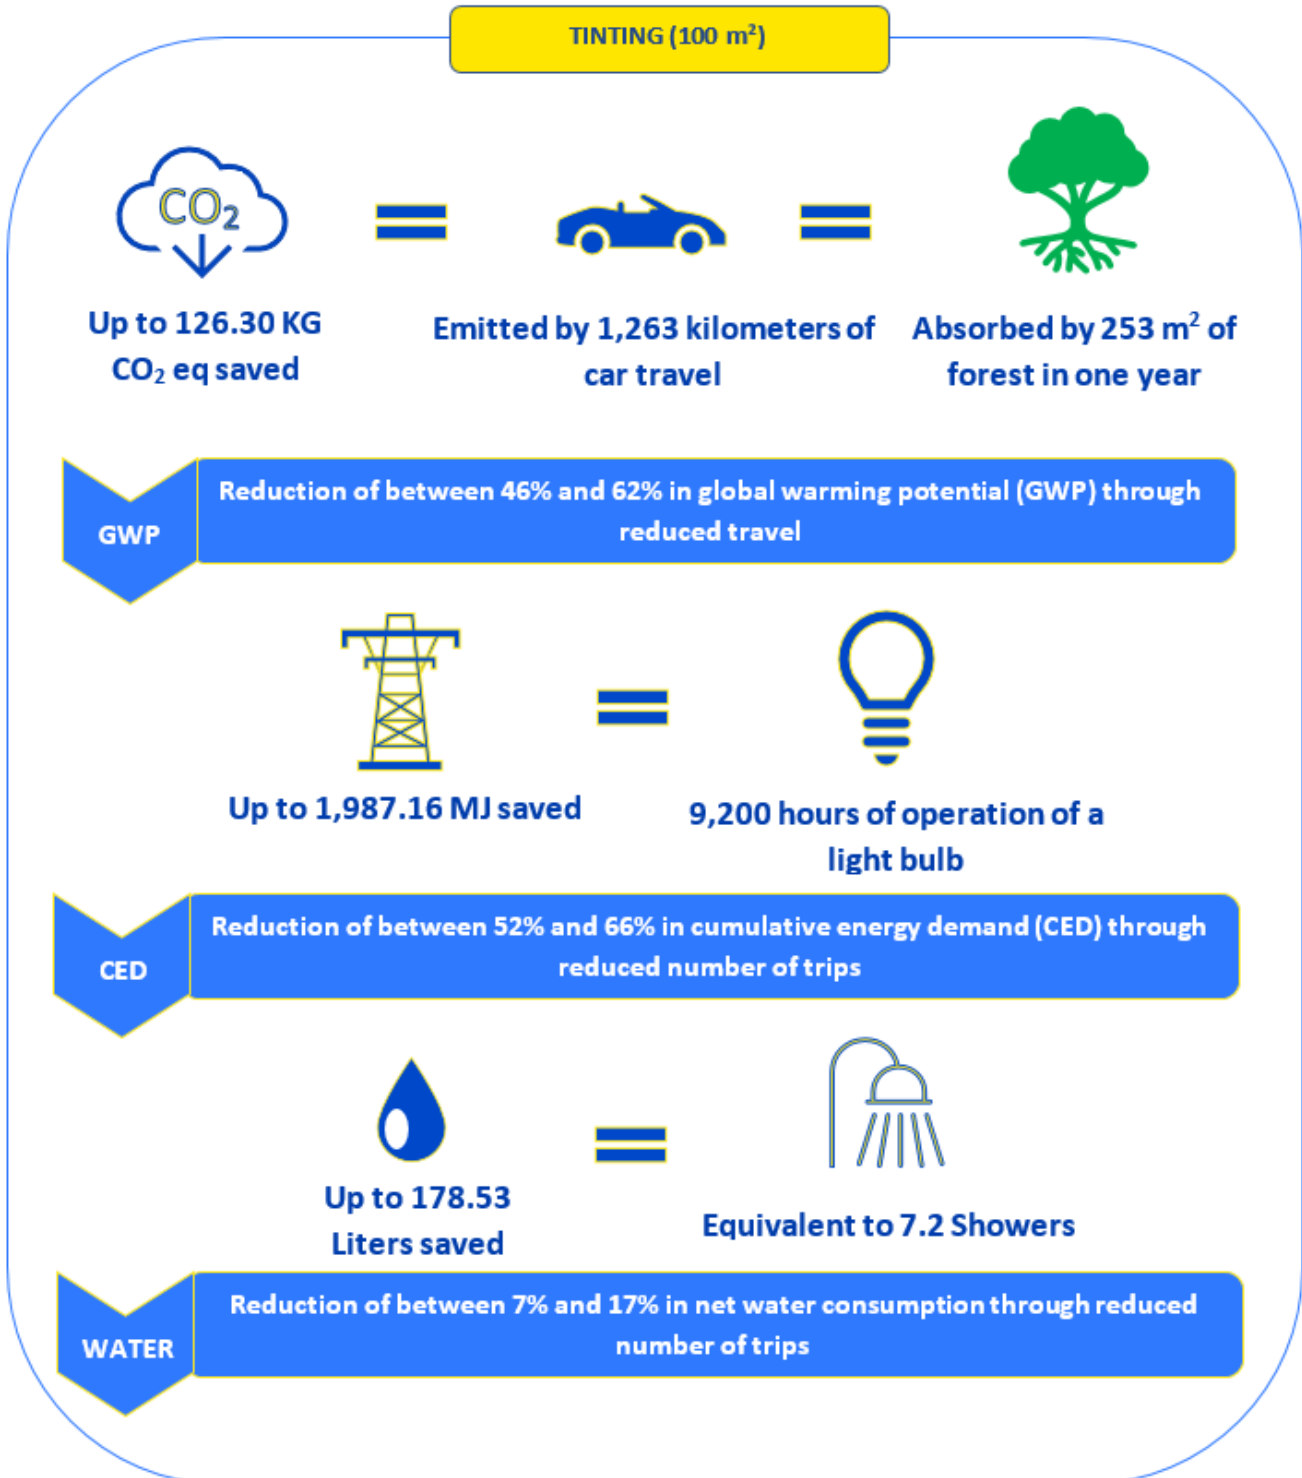 TINTING (100 m²)
CO₂
Up to 126.30 KG
CO₂ eq saved
Emitted by 1,263 kilometers of
car travel
Absorbed by 253 m² of
forest in one year
GWP
Reduction of between 46% and 62% in global warming potential (GWP) through
reduced travel
Up to 1,987.16 MJ saved
9,200 hours of operation of a
light bulb
CED
Reduction of between 52% and 66% in cumulative energy demand (CED) through
reduced number of trips
Up to 178.53
Liters saved
Equivalent to 7.2 Showers
WATER
Reduction of between 7% and 17% in net water consumption through reduced
number of trips